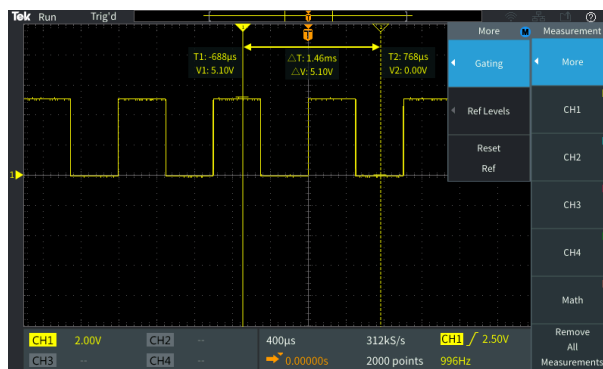 Tek Run Trig'd
T
More M
Measurement
1
2
T1: -688µs
V1: 5.10V
△T: 1.46ms
△V: 5.10V
T2: 768µs
V2: 0.00V
Gating
More
Ref Levels
CH1
Reset
Ref
CH2
1
CH3
CH4
Math
CH1 2.00V CH2 -- 400µs 312kS/s CH1 2.50V
CH3 -- CH4 -- 0.00000s 2000 points 996Hz
Remove
All
Measurements